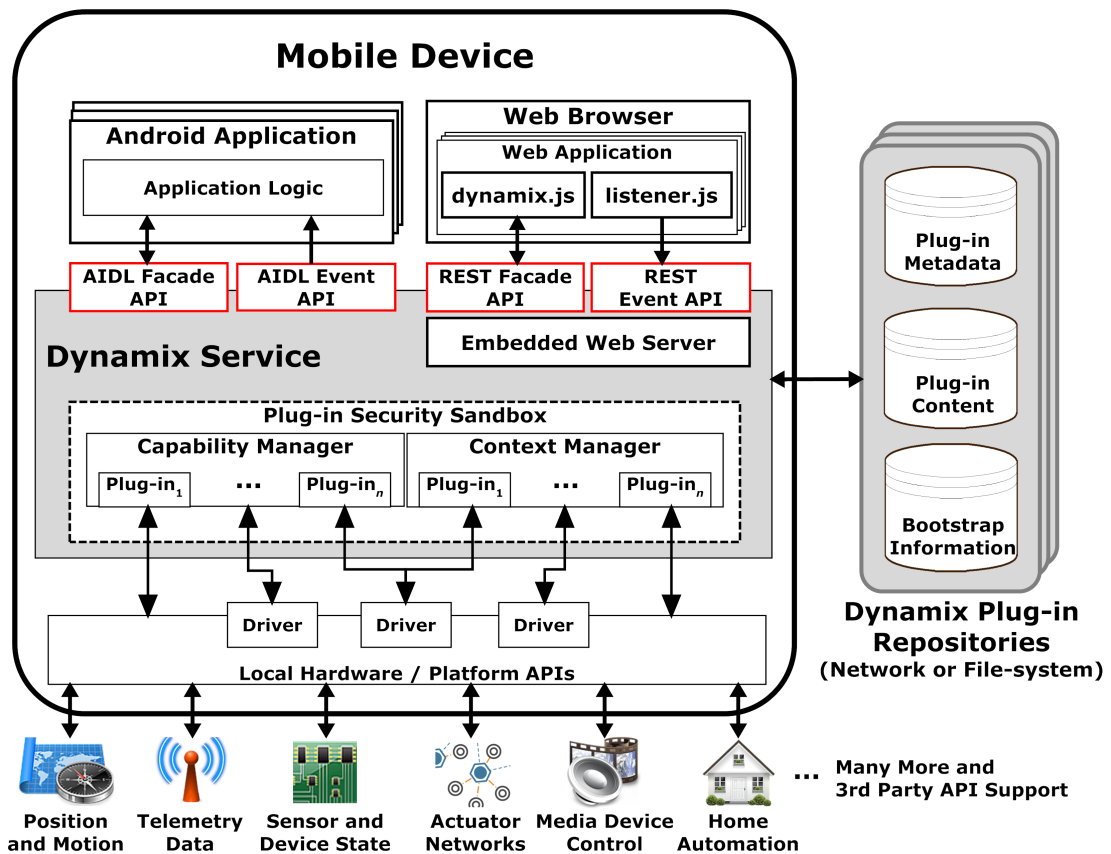 Mobile Device
Android Application
Application Logic
Web Browser
Web Application
dynamix.js
listener.js
AIDL Facade
API
AIDL Event
API
REST Facade
API
REST
Event API
Embedded Web Server
Dynamix Service
Plug-in Security Sandbox
Capability Manager
Plug-in1
...
Plug-inn
Context Manager
Plug-in1
...
Plug-inn
Driver
Driver
Driver
Local Hardware / Platform APIs
Plug-in
Metadata
Plug-in
Content
Bootstrap
Information
Dynamix Plug-in
Repositories
(Network or File-system)
Position
and Motion
Telemetry
Data
Sensor and
Device State
Actuator
Networks
Media Device
Control
Home
Automation
... Many More and
3rd Party API Support